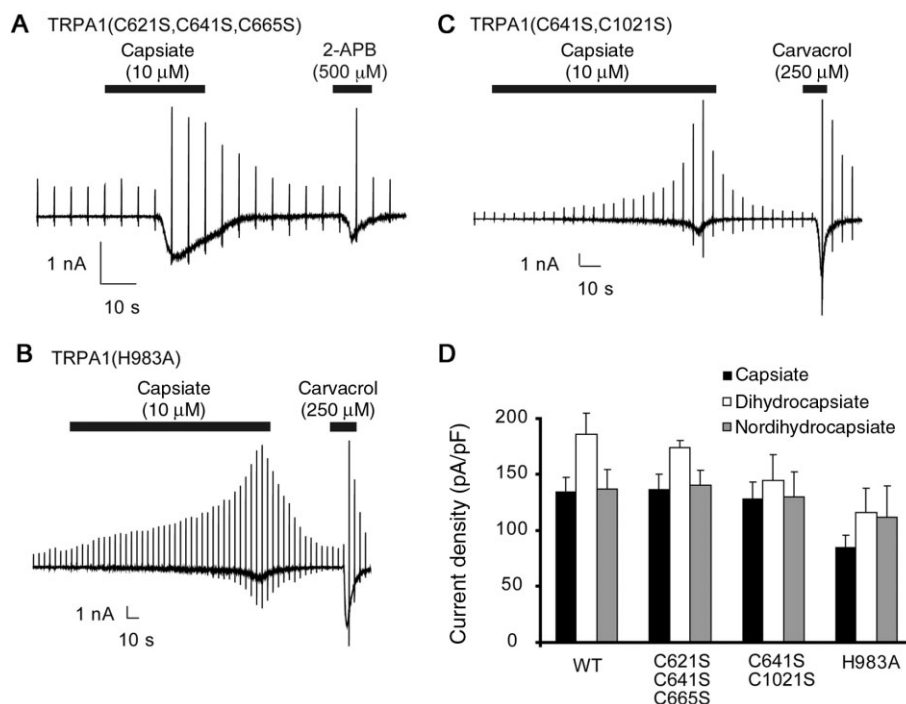 A
TRPA1(C621S,C641S,C665S)
Capsiate
(10 μM)
2-APB
(500 μM)
1 nA
10 s
B
TRPA1(H983A)
Capsiate
(10 μM)
Carvacrol
(250 μM)
1 nA
10 s
C
TRPA1(C641S,C1021S)
Capsiate
(10 μM)
Carvacrol
(250 μM)
1 nA
10 s
D
Capsiate
Dihydrocapsiate
Nordihydrocapsiate
Current density (pA/pF)
200
150
100
50
0
WT
C621S
C641S
C665S
C641S
C1021S
H983A